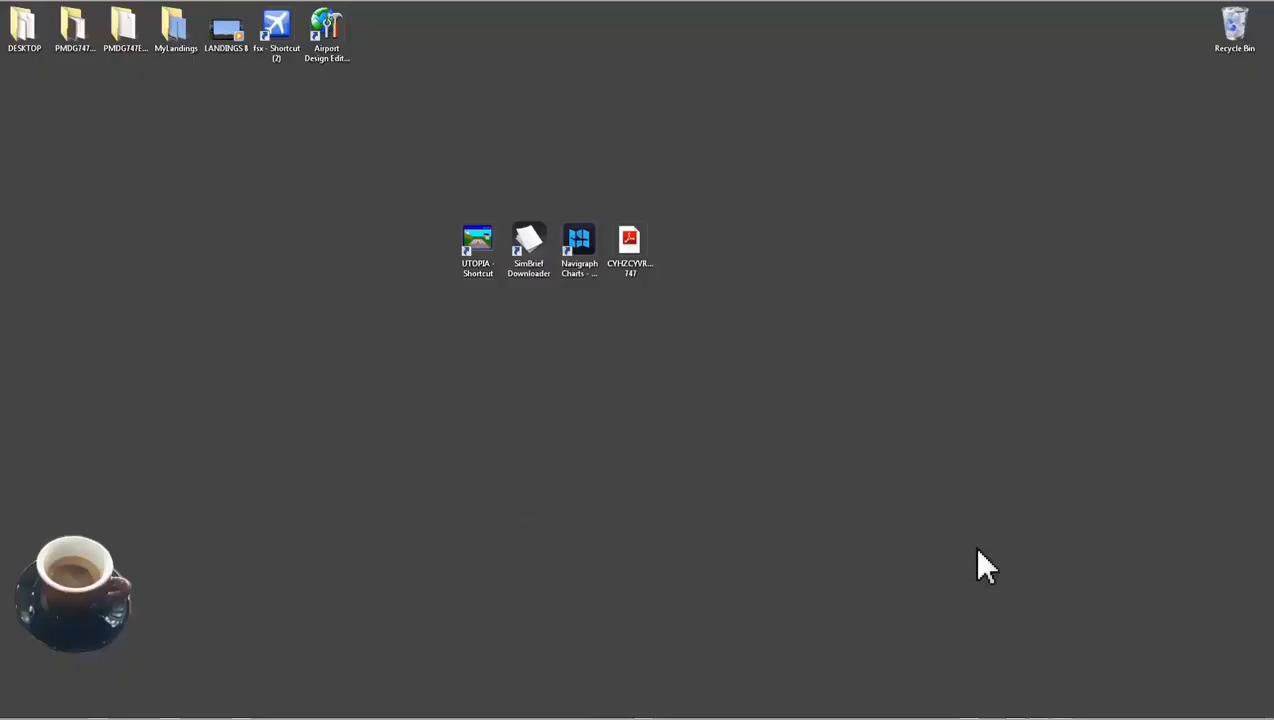 DESKTOP
PMDG747...
PMDG747E...
MyLandings
LANDINGS B
fsx - Shortcut
(2)
Airport
Design Edit...
Recycle Bin
UTOPIA -
Shortcut
SimBrief
Downloader
Navigraph
Charts - ...
CYHZCYVR...
747